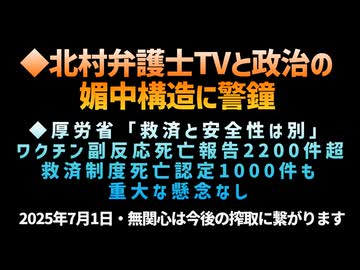 ◆北村弁護士TVと政治の
媚中構造に警鐘
◆厚労省「救済と安全性は別」
ワクチン副反応死亡報告2200件超
救済制度死亡認定1000件も
重大な懸念なし
2025年7月1日・無関心は今後の搾取に繋がります